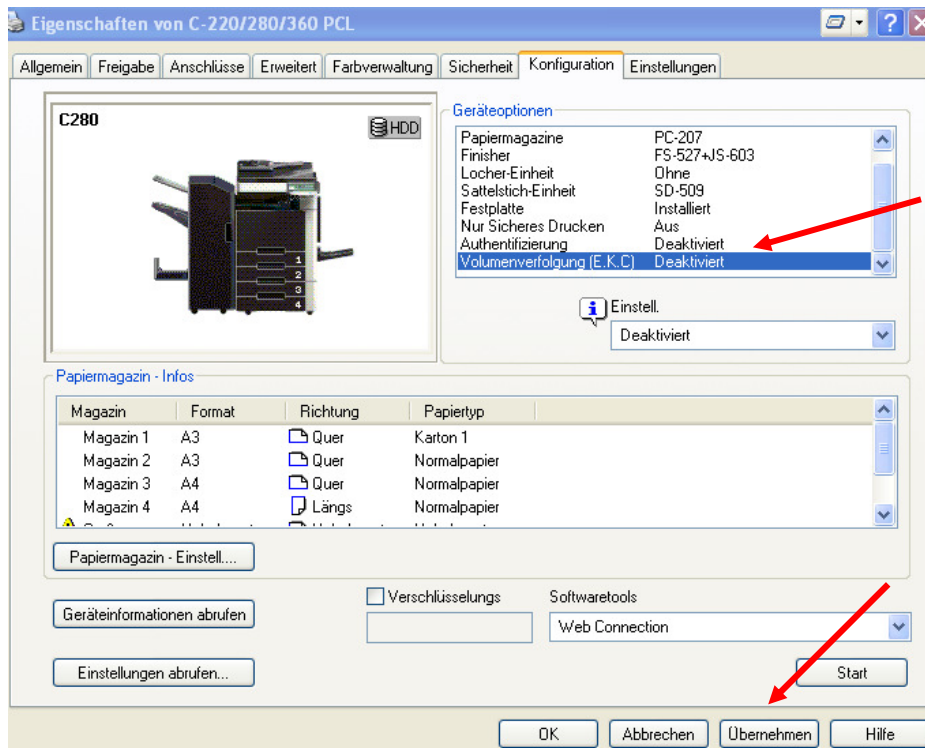 Eigenschaften von C-220/280/360 PCL
Allgemein Freigabe Anschlüsse Erweitert Farbverwaltung Sicherheit Konfiguration Einstellungen
C280
HDD
1
2
3
4
Geräteoptionen
Papiermagazine PC-207
Finisher FS-527+JS-603
Locher-Einheit Ohne
Sattelstich-Einheit SD-509
Festplatte Installiert
Nur Sicheres Drucken Aus
Authentifizierung Deaktiviert
Volumenverfolgung (E.K.C) Deaktiviert
Einstell.
Deaktiviert
Papiermagazin - Infos
Magazin Format Richtung Papiertyp
Magazin 1 A3 Quer Karton 1
Magazin 2 A3 Quer Normalpapier
Magazin 3 A4 Quer Normalpapier
Magazin 4 A4 Längs Normalpapier
Papiermagazin - Einstell....
Geräteinformationen abrufen
Verschlüsselungs
Softwaretools
Web Connection
Einstellungen abrufen...
Start
OK Abbrechen Übernehmen Hilfe